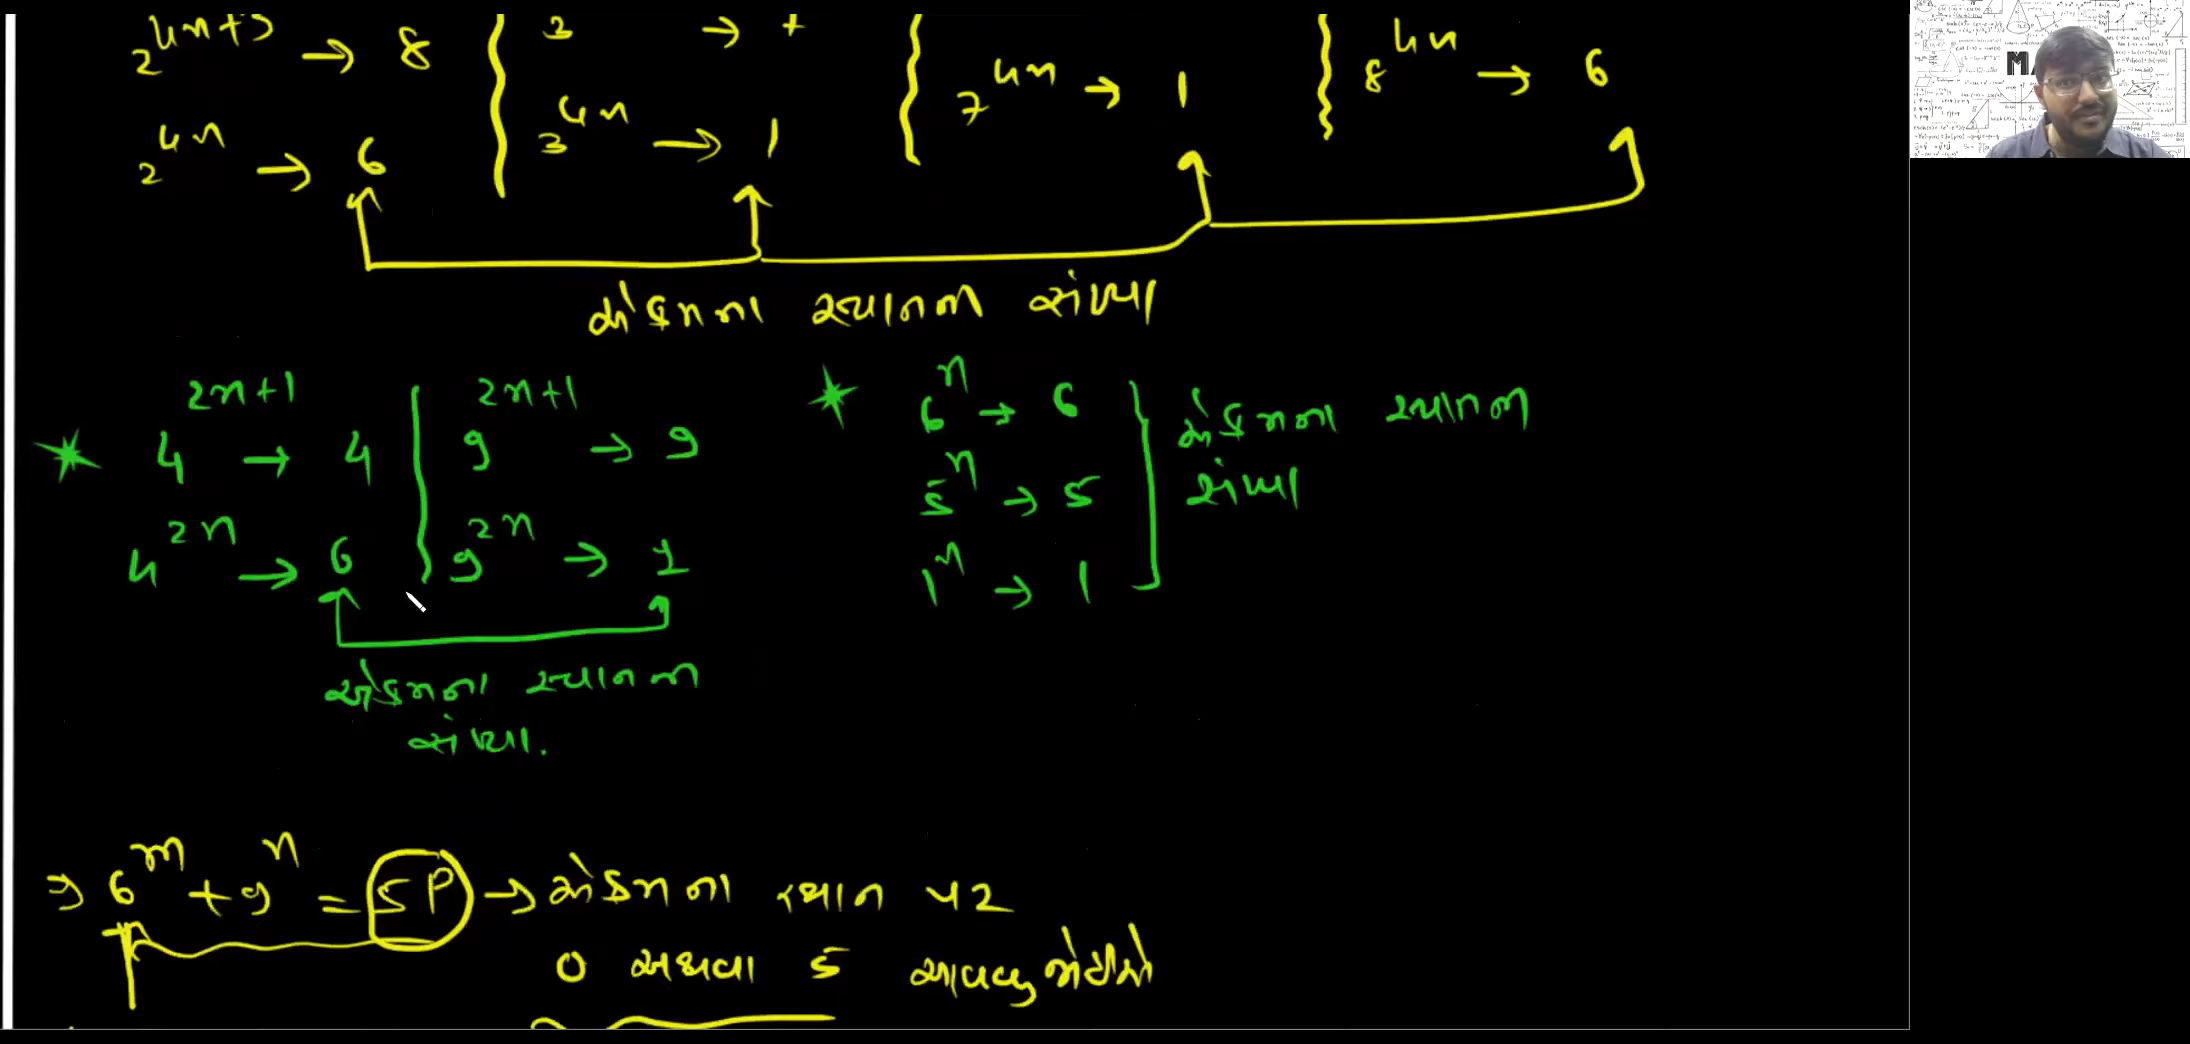 2^{4n+3} → 8
3 →
7^{4n} → 1
8^{4n} → 6
3^{4n} → 1
2^{4n} → 6
એકમના સ્થાનની સંખ્યા
4^{2n+1} → 4
9^{2n+1} → 9
4^{2n} → 6
9^{2n} → 1
એકમના સ્થાનની
સંખ્યા.
6^n → 6
5^n → 5
1^n → 1
એકમના સ્થાનની
સંખ્યા
⇒ 6^m + 9^n = 5P → એકમના સ્થાન પર
0 અથવા 5 આવવુ જોઈએ